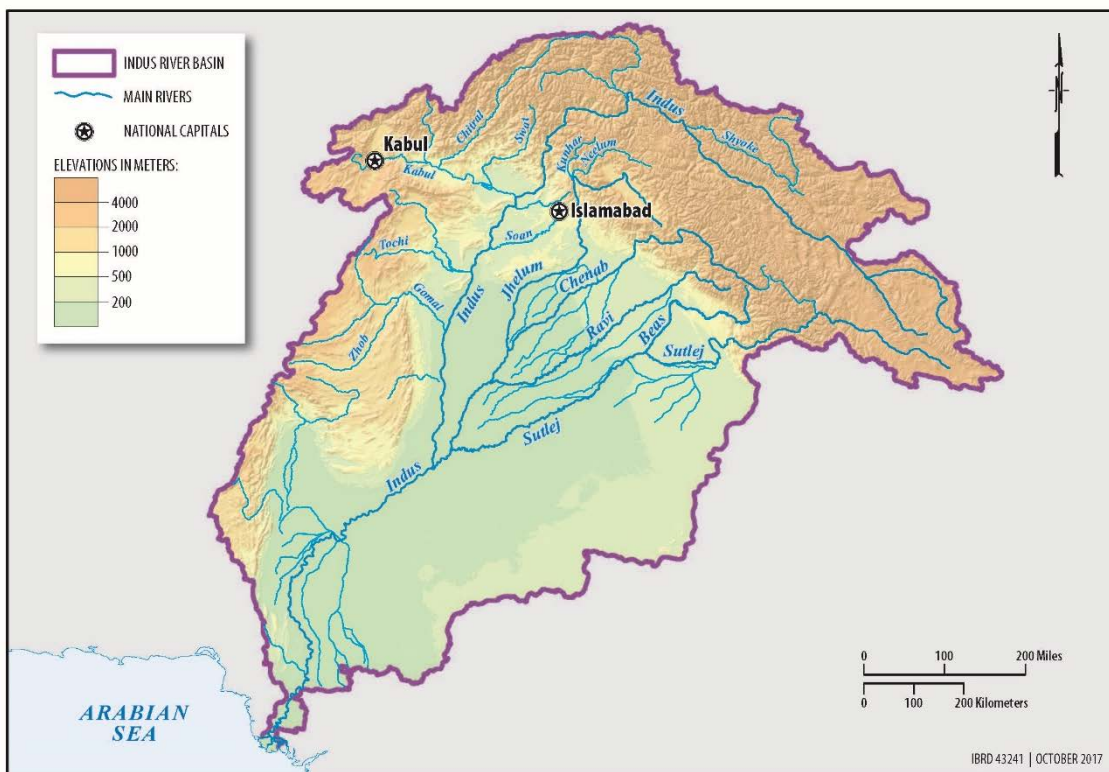 INDUS RIVER BASIN
MAIN RIVERS
NATIONAL CAPITALS
ELEVATIONS IN METERS:
4000
2000
1000
500
200
N
Indus
Shyoke
Chitral
Swat
Kunhar
Neelum
Kabul
Kabul
Islamabad
Soan
Tochi
Gomal
Zhob
Indus
Jhelum
Chenab
Ravi
Beas
Sutlej
Sutlej
Indus
ARABIAN
SEA
0 100 200 Miles
0 100 200 Kilometers
IBRD 43241 | OCTOBER 2017